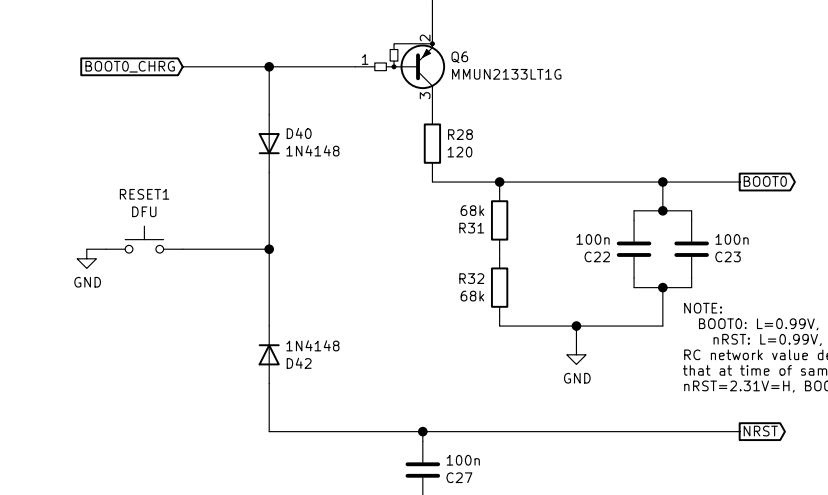 BOOT0_CHRG
1
2
3
Q6
MMUN2133LT1G
D40
1N4148
R28
120
BOOT0
RESET1
DFU
GND
68k
R31
R32
68k
100n
C22
100n
C23
GND
NOTE:
BOOT0: L=0.99V,
nRST: L=0.99V,
RC network value de
that at time of sam
nRST=2.31V=H, BOO
1N4148
D42
NRST
100n
C27